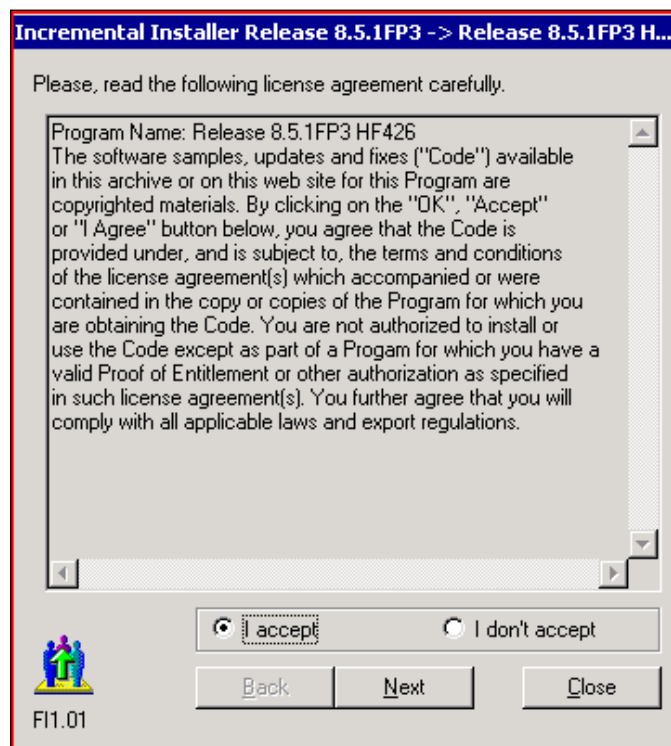 Incremental Installer Release 8.5.1FP3 -> Release 8.5.1FP3 H...
Please, read the following license agreement carefully.
Program Name: Release 8.5.1FP3 HF426
The software samples, updates and fixes ("Code") available
in this archive or on this web site for this Program are
copyrighted materials. By clicking on the "OK", "Accept"
or "I Agree" button below, you agree that the Code is
provided under, and is subject to, the terms and conditions
of the license agreement(s) which accompanied or were
contained in the copy or copies of the Program for which you
are obtaining the Code. You are not authorized to install or
use the Code except as part of a Progam for which you have a
valid Proof of Entitlement or other authorization as specified
in such license agreement(s). You further agree that you will
comply with all applicable laws and export regulations.
I accept
I don't accept
Back
Next
Close
FI1.01